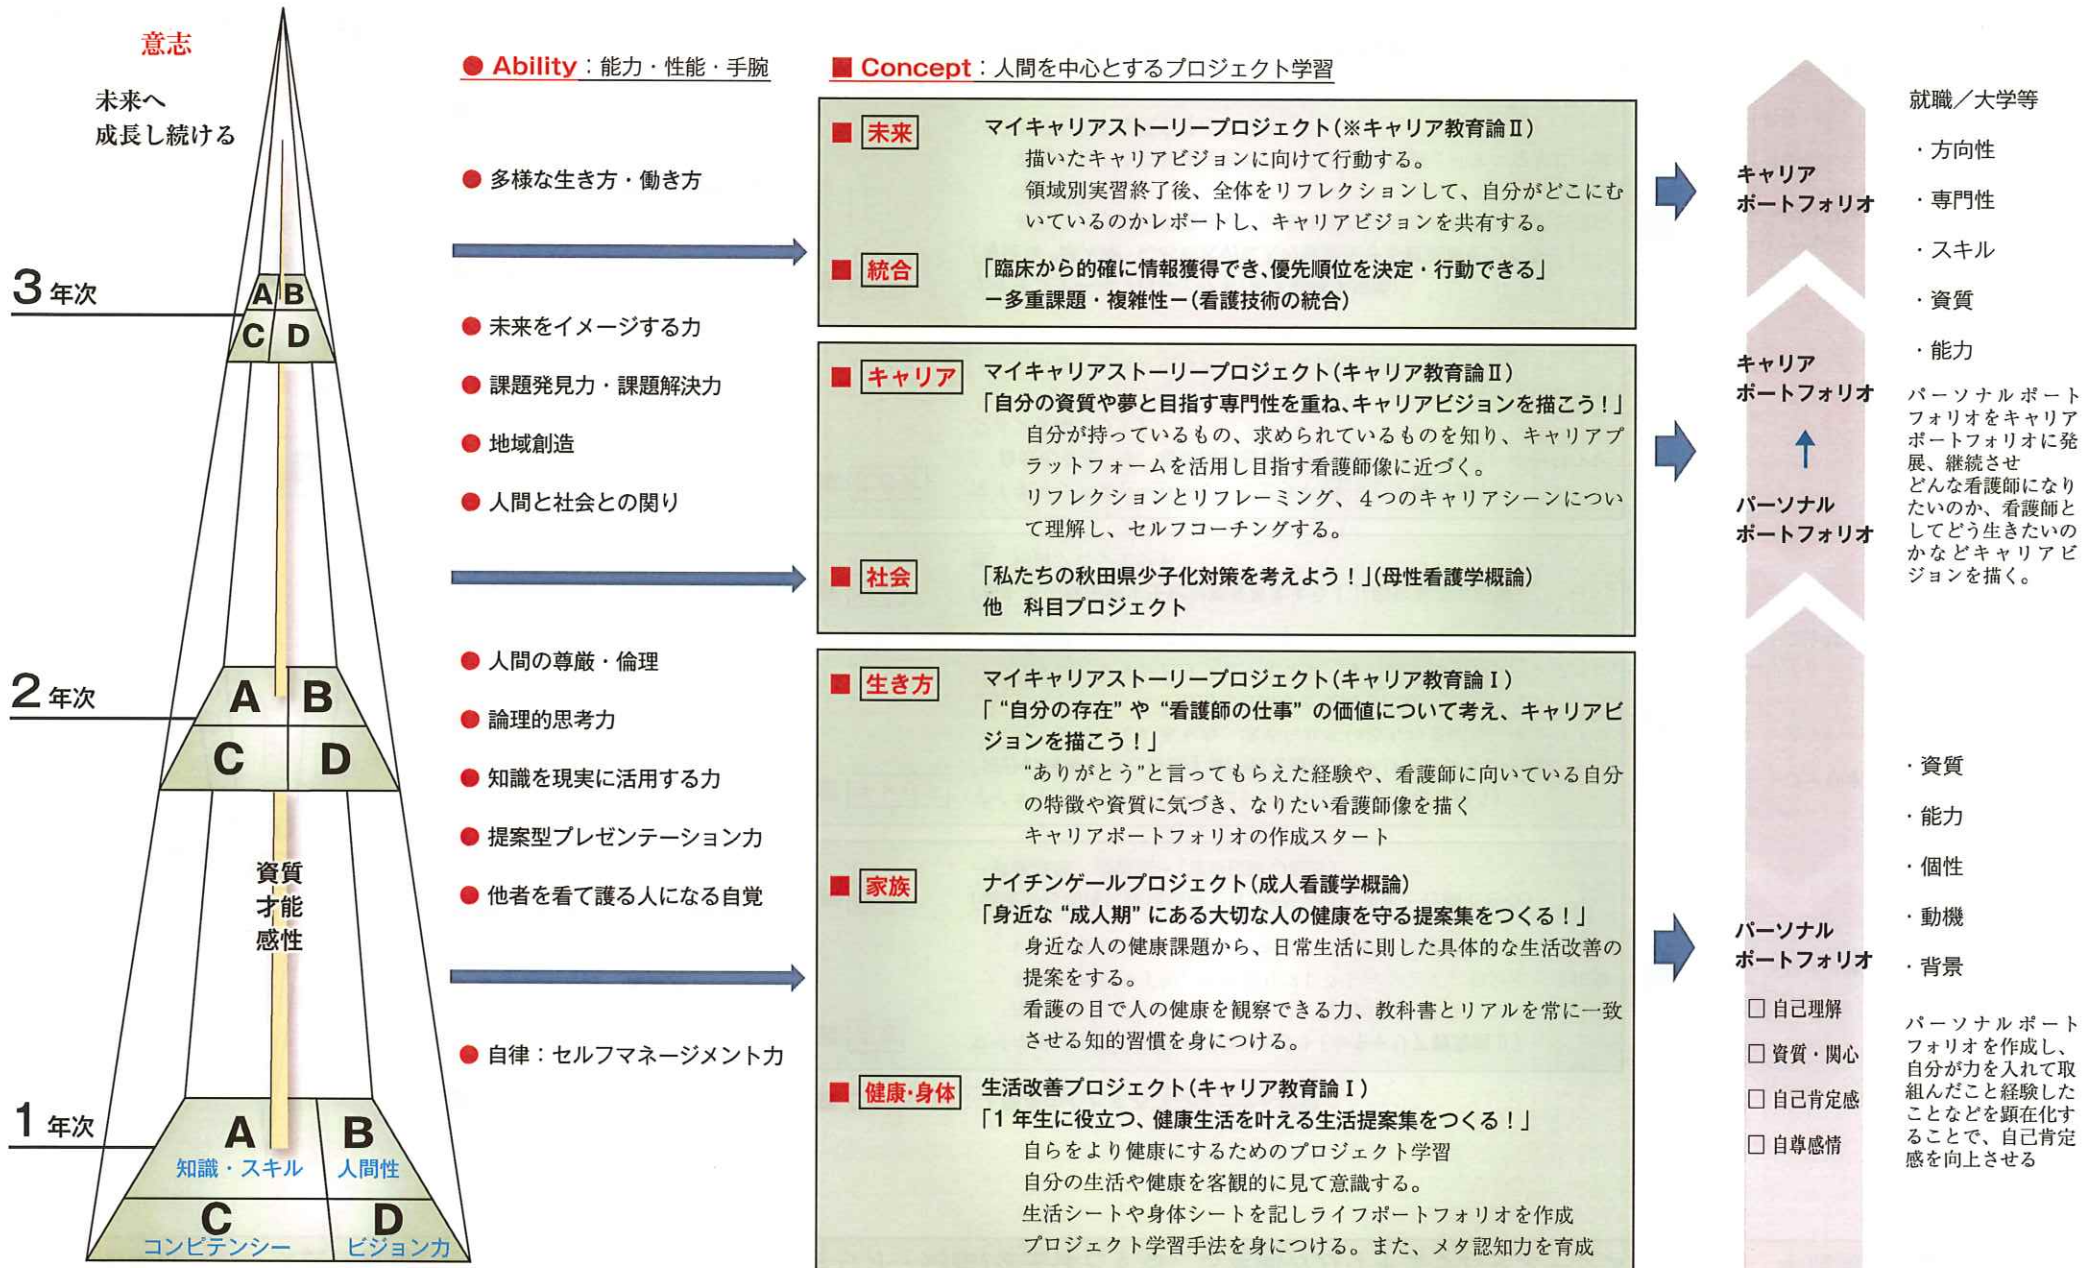 意志
未来へ
成長し続ける
3年次
A B
C D
2年次
A B
C D
資質
才能
感性
1年次
A
知識・スキル
B
人間性
C
コンピテンシー
D
ビジョン力
● Ability：能力・性能・手腕
● 多様な生き方・働き方
● 未来をイメージする力
● 課題発見力・課題解決力
● 地域創造
● 人間と社会との関り
● 人間の尊厳・倫理
● 論理的思考力
● 知識を現実に活用する力
● 提案型プレゼンテーション力
● 他者を看て護る人になる自覚
● 自律：セルフマネージメント力
■ Concept：人間を中心とするプロジェクト学習
■ 未来 マイキャリアストーリープロジェクト(※キャリア教育論Ⅱ)
描いたキャリアビジョンに向けて行動する。
領域別実習終了後、全体をリフレクションして、自分がどこにむ
いているのかレポートし、キャリアビジョンを共有する。
■ 統合 「臨床から的確に情報獲得でき、優先順位を決定・行動できる」
－多重課題・複雑性－(看護技術の統合)
■ キャリア マイキャリアストーリープロジェクト(キャリア教育論Ⅱ)
「自分の資質や夢と目指す専門性を重ね、キャリアビジョンを描こう！」
自分が持っているもの、求められているものを知り、キャリアプ
ラットフォームを活用し目指す看護師像に近づく。
リフレクションとリフレーミング、4つのキャリアシーンについ
て理解し、セルフコーチングする。
■ 社会 「私たちの秋田県少子化対策を考えよう！」(母性看護学概論)
他 科目プロジェクト
■ 生き方 マイキャリアストーリープロジェクト(キャリア教育論Ⅰ)
「“自分の存在”や“看護師の仕事”の価値について考え、キャリアビ
ジョンを描こう！」
“ありがとう”と言ってもらえた経験や、看護師に向いている自分
の特徴や資質に気づき、なりたい看護師像を描く
キャリアポートフォリオの作成スタート
■ 家族 ナイチンゲールプロジェクト(成人看護学概論)
「身近な“成人期”にある大切な人の健康を守る提案集をつくる！」
身近な人の健康課題から、日常生活に則した具体的な生活改善の
提案をする。
看護の目で人の健康を観察できる力、教科書とリアルを常に一致
させる知的習慣を身につける。
■ 健康・身体 生活改善プロジェクト(キャリア教育論Ⅰ)
「1年生に役立つ、健康生活を叶える生活提案集をつくる！」
自らをより健康にするためのプロジェクト学習
自分の生活や健康を客観的に見て意識する。
生活シートや身体シートを記しライフポートフォリオを作成
プロジェクト学習手法を身につける。また、メタ認知力を育成
キャリア
ポートフォリオ
キャリア
ポートフォリオ
パーソナル
ポートフォリオ
パーソナル
ポートフォリオ
□ 自己理解
□ 資質・関心
□ 自己肯定感
□ 自尊感情
就職／大学等
・方向性
・専門性
・スキル
・資質
・能力
パーソナルポート
フォリオをキャリア
ポートフォリオに発
展、継続させ
どんな看護師になり
たいのか、看護師と
してどう生きたいの
かなどキャリアビ
ジョンを描く。
・資質
・能力
・個性
・動機
・背景
パーソナルポート
フォリオを作成し、
自分が力を入れて取
組んだこと経験した
ことなどを顕在化す
ることで、自己肯定
感を向上させる